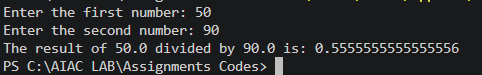 Enter the first number: 50
Enter the second number: 90
The result of 50.0 divided by 90.0 is: 0.5555555555555556
PS C:\AIAC LAB\Assignments Codes>